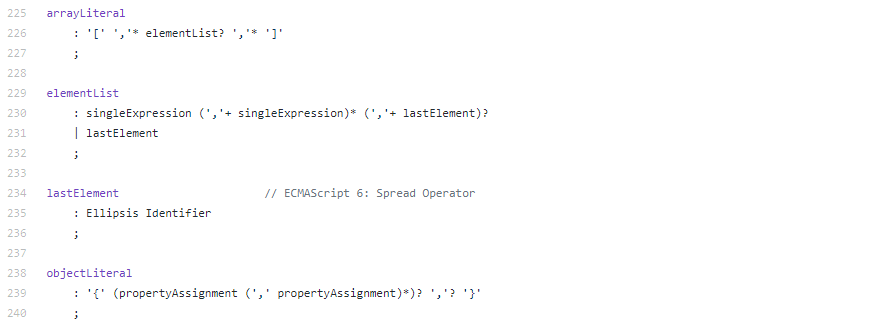 225 arrayLiteral
226     : '[' ','* elementList? ','* ']'
227     ;
228
229 elementList
230     : singleExpression (','+ singleExpression)* (','+ lastElement)?
231     | lastElement
232     ;
233
234 lastElement                      // ECMAScript 6: Spread Operator
235     : Ellipsis Identifier
236     ;
237
238 objectLiteral
239     : '{' (propertyAssignment (',' propertyAssignment)*)? ','? '}'
240     ;